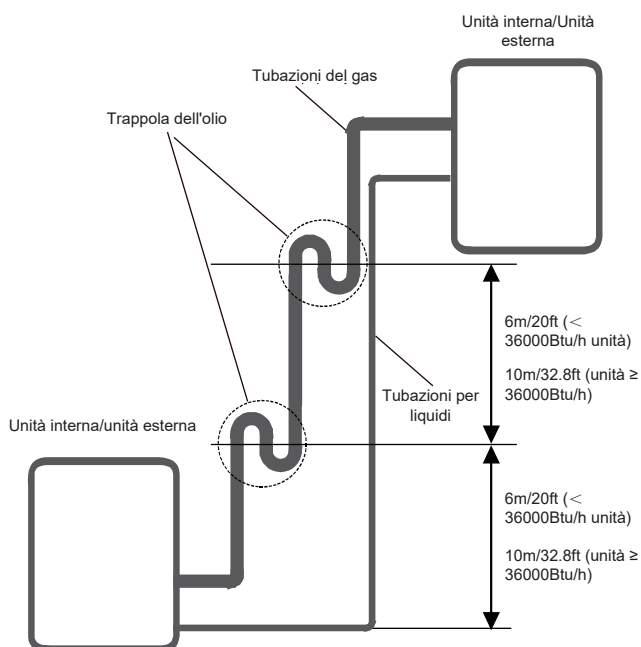 Unità interna/Unità
esterna
Tubazioni del gas
Trappola dell'olio
6m/20ft (<
36000Btu/h unità)
10m/32.8ft (unità ≥
36000Btu/h)
Tubazioni per
liquidi
Unità interna/unità esterna
6m/20ft (<
36000Btu/h unità)
10m/32.8ft (unità ≥
36000Btu/h)